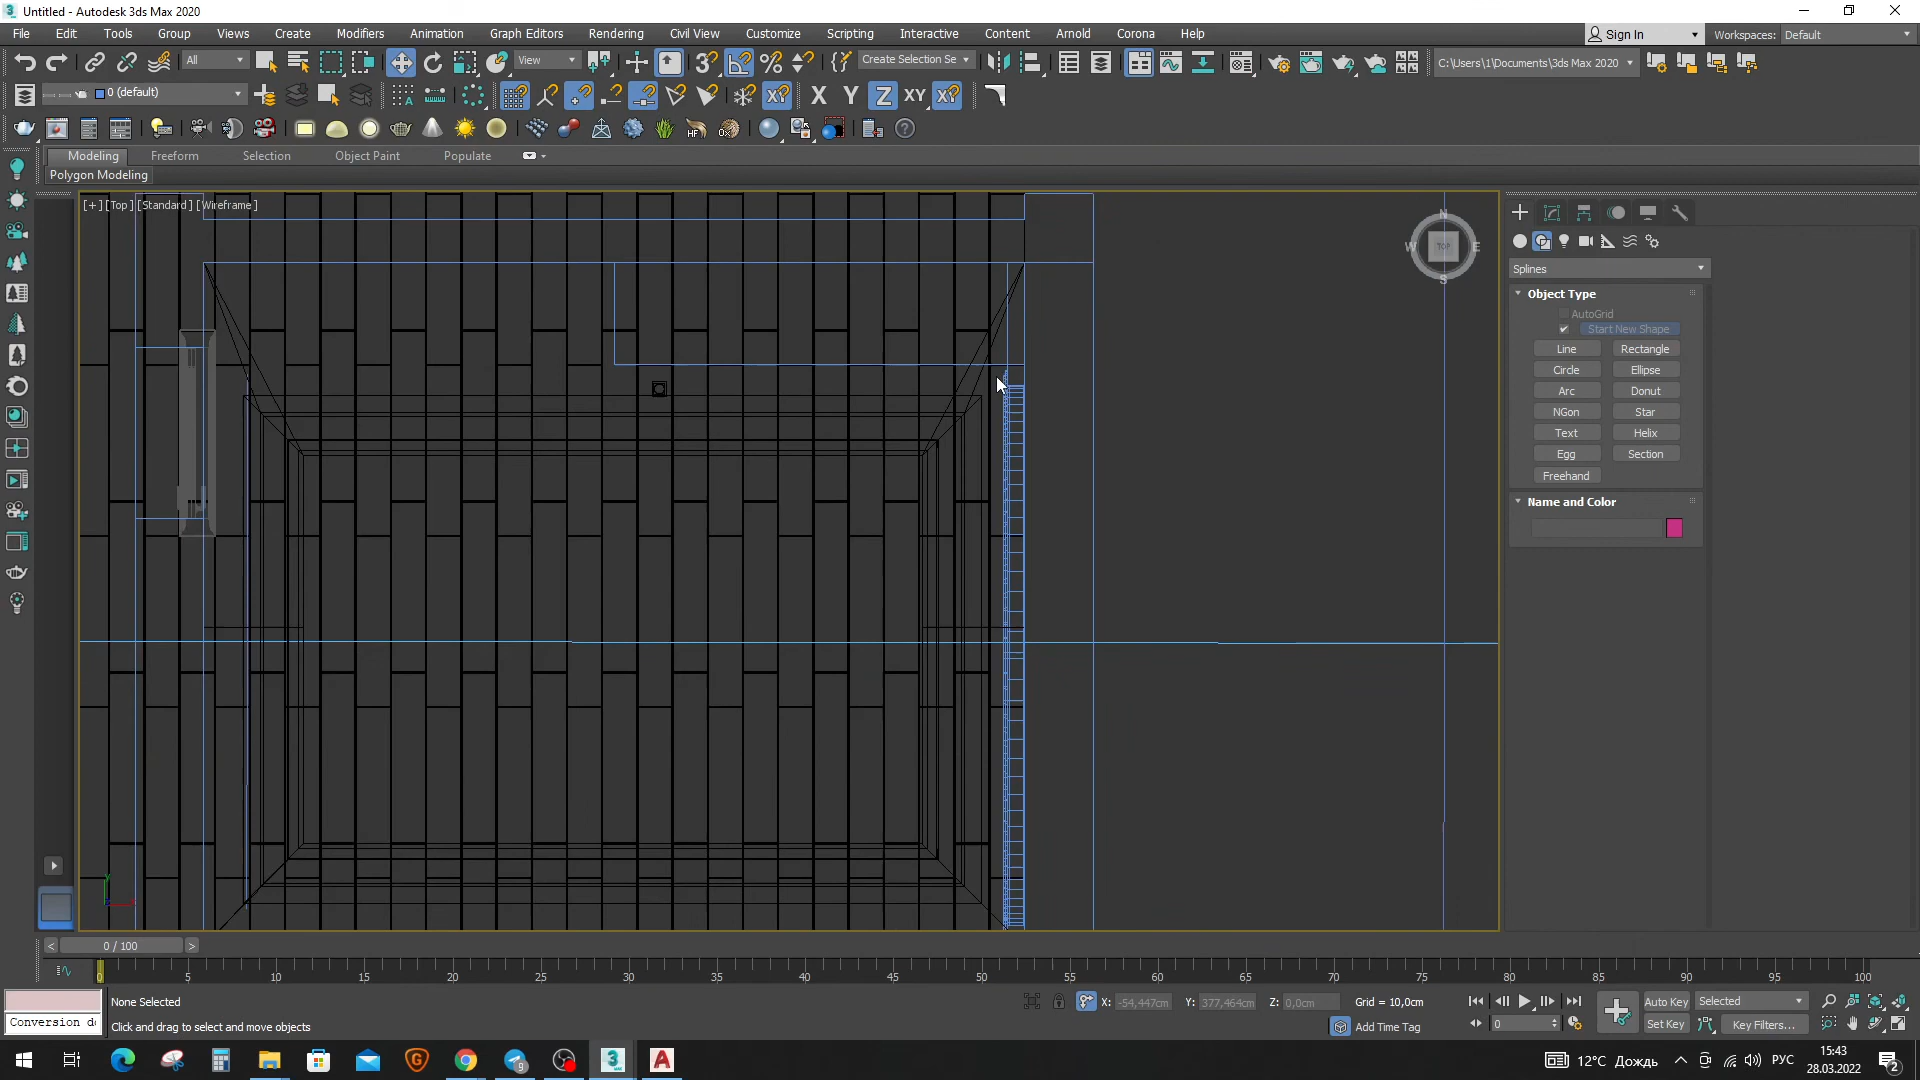 Untitled - Autodesk 3ds Max 2020
File Edit Tools Group Views Create Modifiers Animation Graph Editors Rendering Civil View Customize Scripting Interactive Content Arnold Corona Help Sign In Workspaces: Default
All View Create Selection Se C:\Users\1\Documents\3ds Max 2020
0 (default) X Y Z XY XY
Modeling Freeform Selection Object Paint Populate
Polygon Modeling
[+] [Top] [Standard] [Wireframe]
N
W TOP E
S
Splines
Object Type
AutoGrid
Start New Shape
Line Rectangle
Circle Ellipse
Arc Donut
NGon Star
Text Helix
Egg Section
Freehand
Name and Color
< 0 / 100 >
0 5 10 15 20 25 30 35 40 45 50 55 60 65 70 75 80 85 90 95 100
None Selected X: -54,447cm Y: 377,464cm Z: 0,0cm Grid = 10,0cm Auto Key Selected
Conversion d Click and drag to select and move objects Add Time Tag 0 Set Key Key Filters...
12°C Дождь РУС 15:43
28.03.2022 2